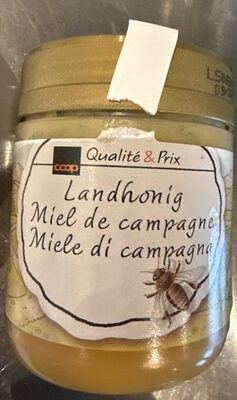 coop Qualité & Prix
Landhonig
Miel de campagne
Miele di campagna